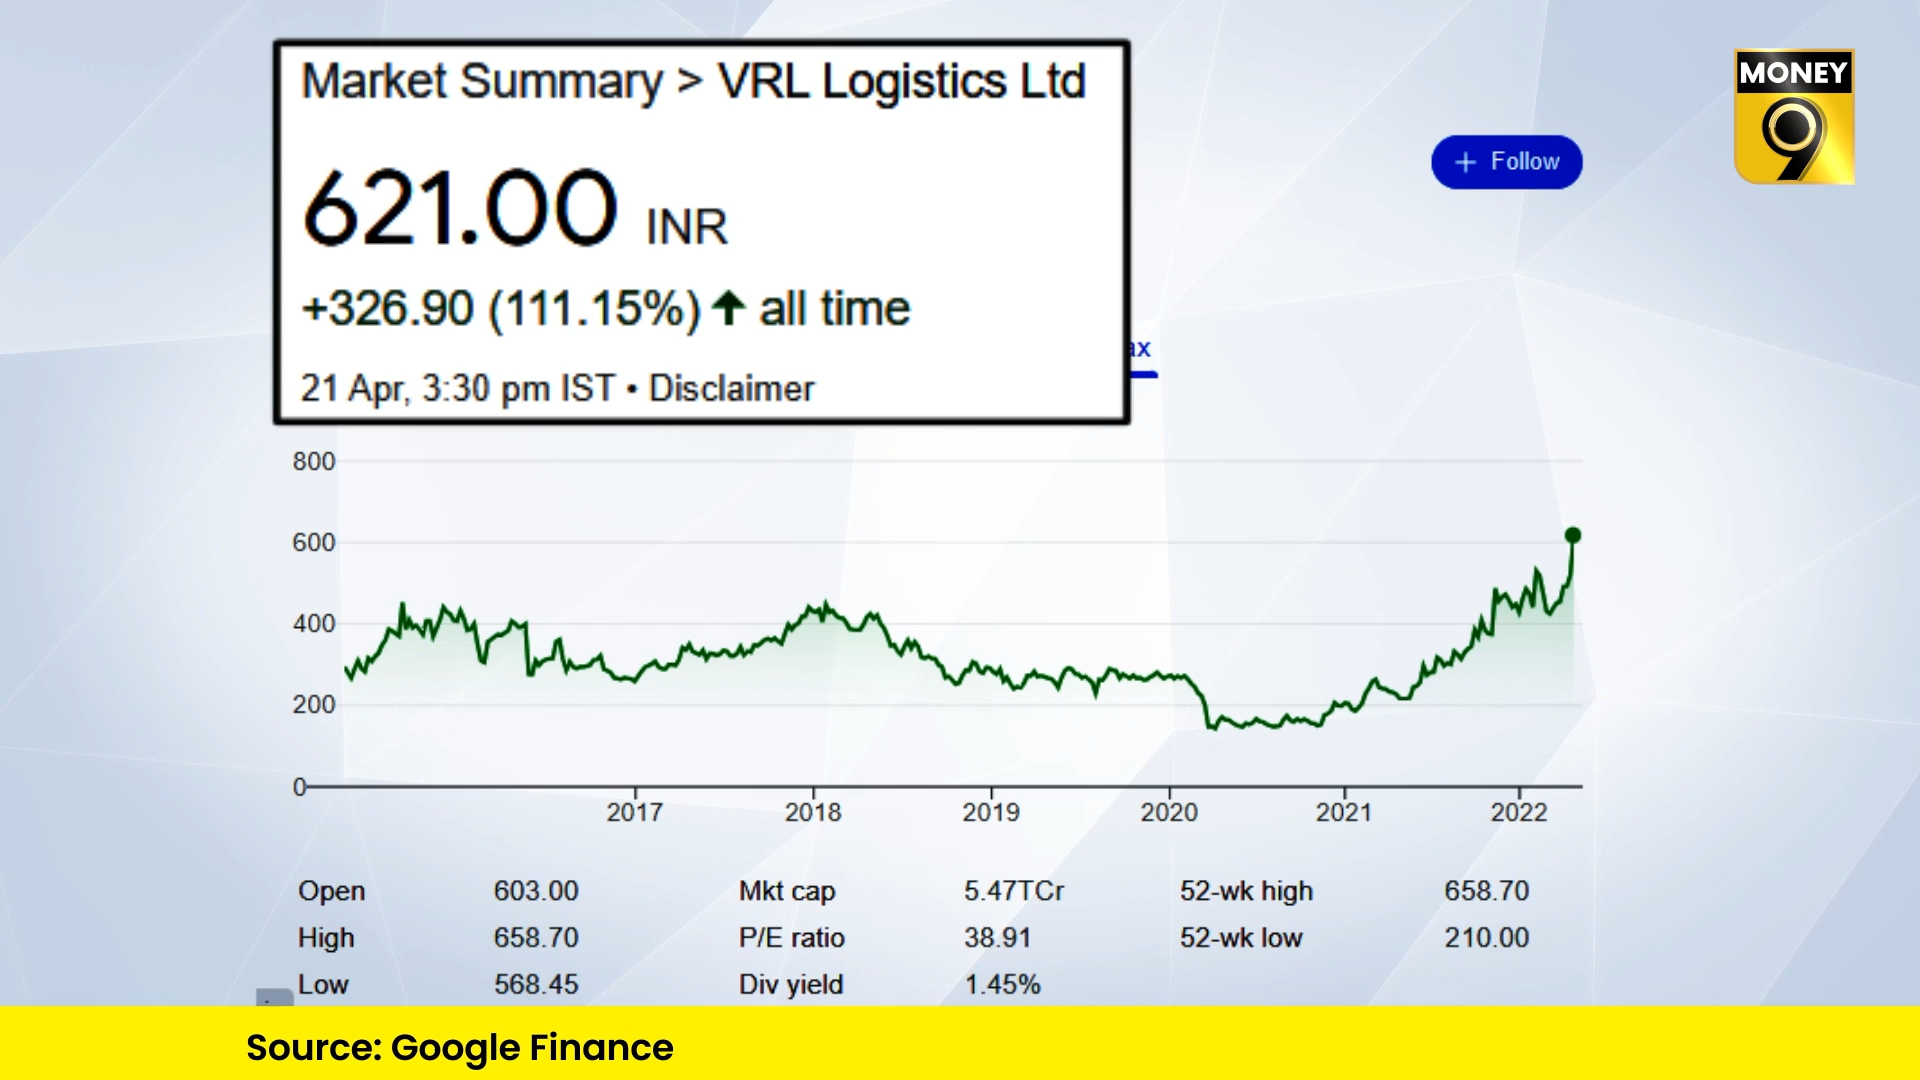 Market Summary > VRL Logistics Ltd
MONEY
9
621.00 INR
+ Follow
+326.90 (111.15%) ↑ all time
21 Apr, 3:30 pm IST • Disclaimer
800
600
400
200
0
2017 2018 2019 2020 2021 2022
Open 603.00 Mkt cap 5.47TCr 52-wk high 658.70
High 658.70 P/E ratio 38.91 52-wk low 210.00
Low 568.45 Div yield 1.45%
Source: Google Finance